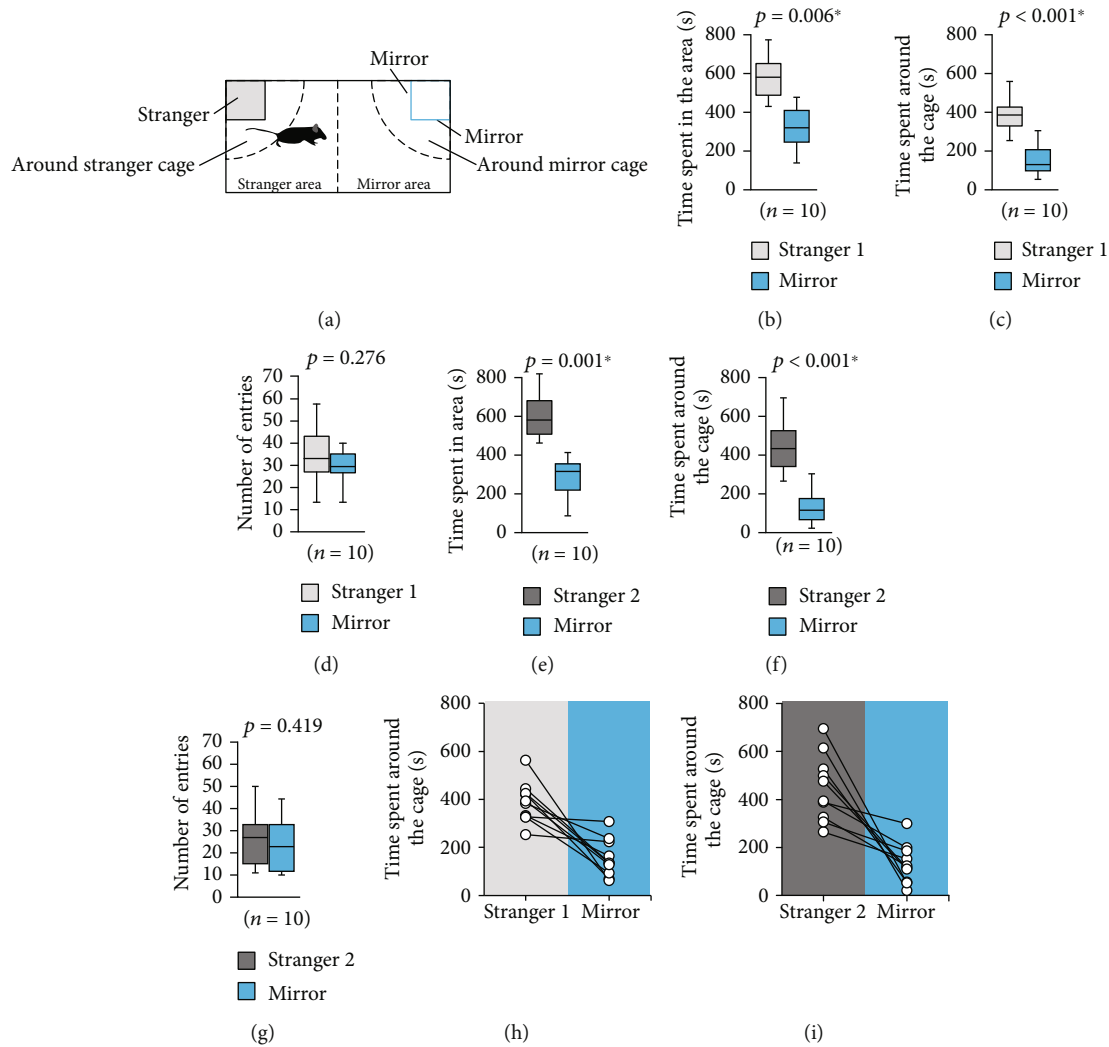 Mirror
Stranger
Mirror
Around stranger cage
Around mirror cage
Stranger area
Mirror area
(a)
p = 0.006*
Time spent in the area (s)
800
600
400
200
0
(n = 10)
Stranger 1
Mirror
(b)
p < 0.001*
Time spent around
the cage (s)
800
600
400
200
0
(n = 10)
Stranger 1
Mirror
(c)
p = 0.276
Number of entries
70
60
50
40
30
20
10
0
(n = 10)
Stranger 1
Mirror
(d)
p = 0.001*
Time spent in area (s)
800
600
400
200
0
(n = 10)
Stranger 2
Mirror
(e)
p < 0.001*
Time spent around
the cage (s)
800
600
400
200
0
(n = 10)
Stranger 2
Mirror
(f)
p = 0.419
Number of entries
70
60
50
40
30
20
10
0
(n = 10)
Stranger 2
Mirror
(g)
Time spent around
the cage (s)
800
600
400
200
0
Stranger 1 Mirror
(h)
Time spent around
the cage (s)
800
600
400
200
0
Stranger 2 Mirror
(i)